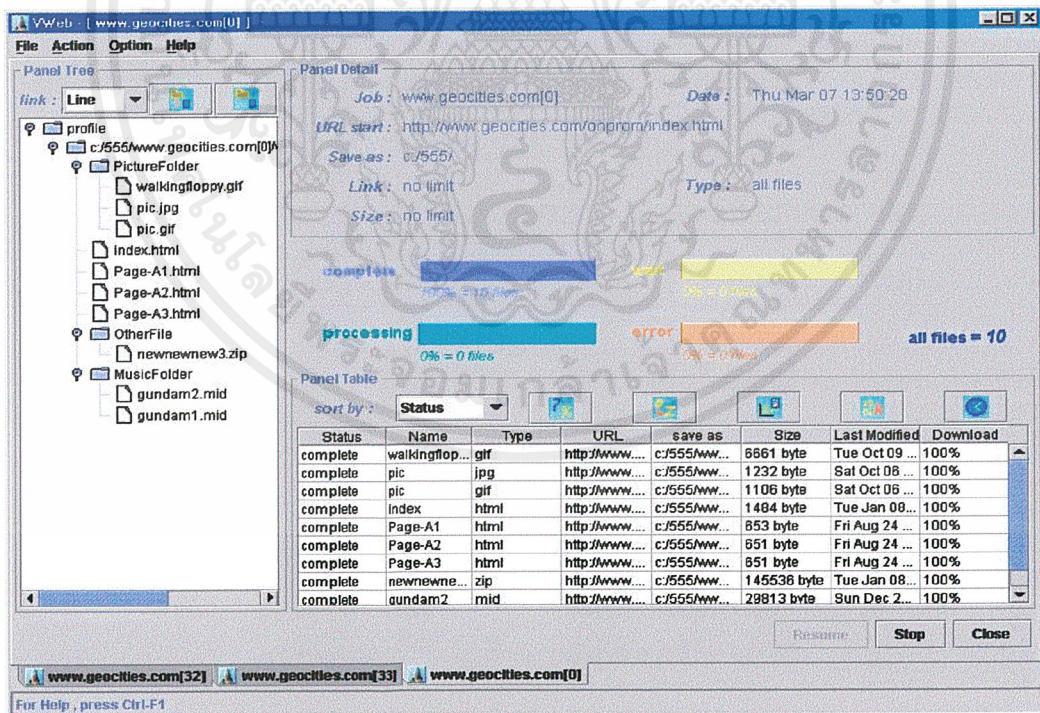 VWeb - [ www.geocities.com[0] ]
File Action Option Help
Panel Tree
link : Line
profile
c:/555/www.geocities.com[0]/
PictureFolder
walkingfloppy.gif
pic.jpg
pic.gif
index.html
Page-A1.html
Page-A2.html
Page-A3.html
OtherFile
newnewnew3.zip
MusicFolder
gundam2.mid
gundam1.mid
Panel Detail
Job : www.geocities.com[0] Date : Thu Mar 07 13:50:20
URL start : http://www.geocities.com/onprom/index.html
Save as : c:/555/
Link : no limit Type : all files
Size : no limit
complete
100% = 10 files 0% = 0 files
processing error all files = 10
0% = 0 files 0% = 0 files
Panel Table
sort by : Status
Status Name Type URL save as Size Last Modified Download
complete walkingflop... gif http://www.... c:/555/ww... 6661 byte Tue Oct 09 ... 100%
complete pic jpg http://www.... c:/555/ww... 1232 byte Sat Oct 06 ... 100%
complete pic gif http://www.... c:/555/ww... 1106 byte Sat Oct 06 ... 100%
complete index html http://www.... c:/555/ww... 1484 byte Tue Jan 08... 100%
complete Page-A1 html http://www.... c:/555/ww... 653 byte Fri Aug 24 ... 100%
complete Page-A2 html http://www.... c:/555/ww... 651 byte Fri Aug 24 ... 100%
complete Page-A3 html http://www.... c:/555/ww... 651 byte Fri Aug 24 ... 100%
complete newnewne... zip http://www.... c:/555/ww... 145536 byte Tue Jan 08... 100%
complete gundam2 mid http://www.... c:/555/ww... 29813 byte Sun Dec 2... 100%
Resume Stop Close
www.geocities.com[32] www.geocities.com[33] www.geocities.com[0]
For Help , press Ctrl-F1